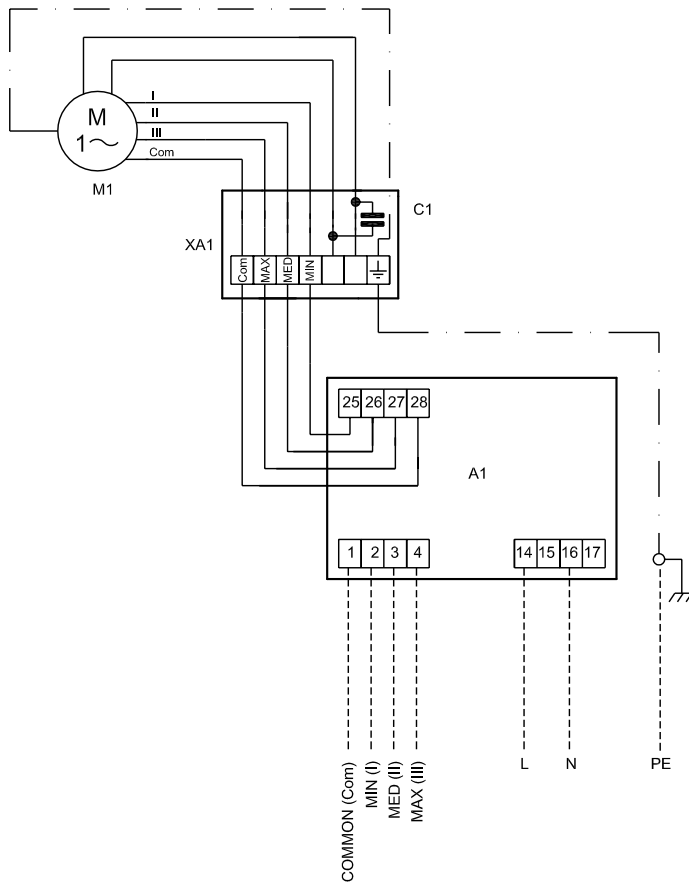 I
II
III
Com
M
1~
M1
C1
XA1
Com
MAX
MED
MIN
25 26 27 28
A1
1 2 3 4
14 15 16 17
COMMON (Com)
MIN (I)
MED (II)
MAX (III)
L
N
PE